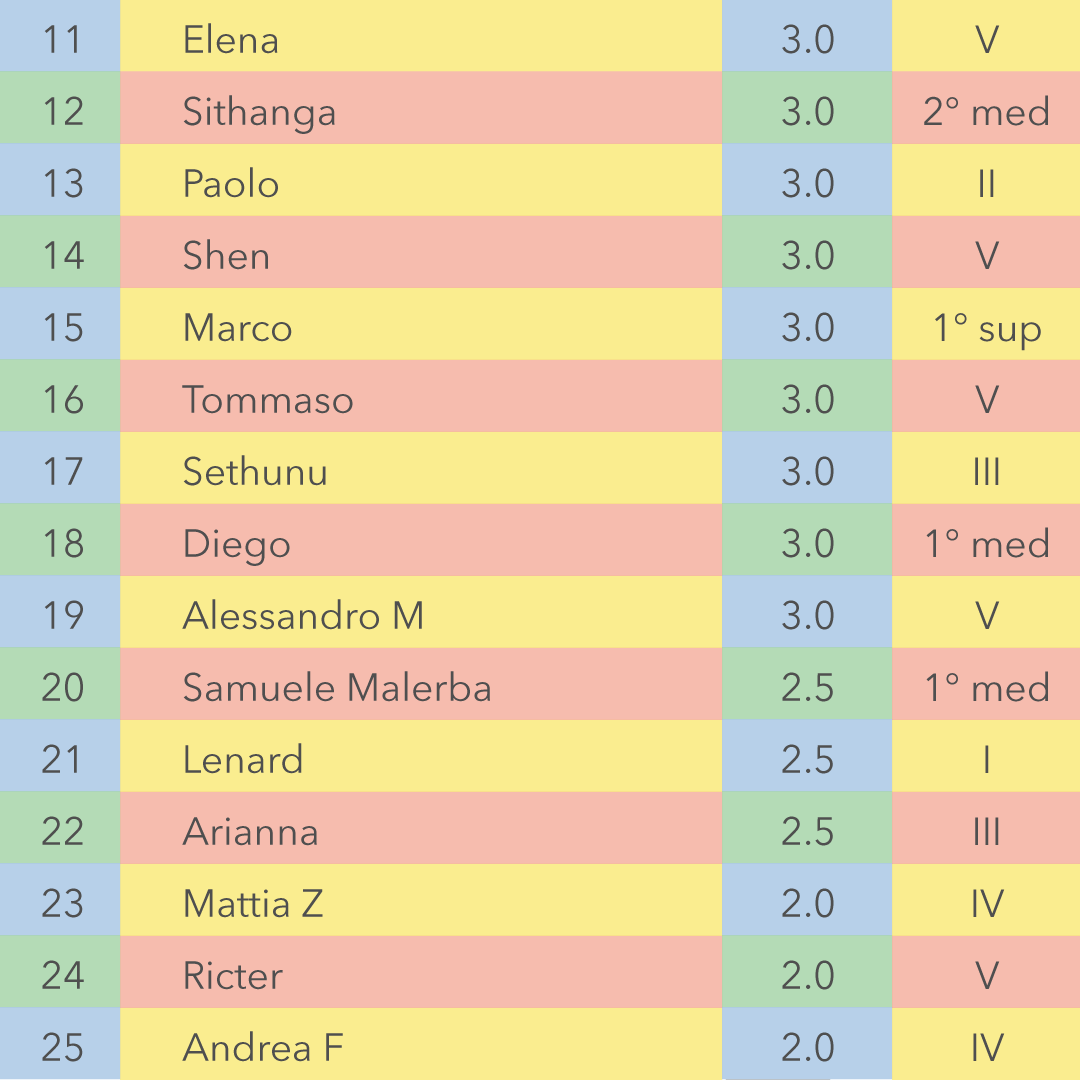 11 Elena 3.0 V
12 Sithanga 3.0 2° med
13 Paolo 3.0 II
14 Shen 3.0 V
15 Marco 3.0 1° sup
16 Tommaso 3.0 V
17 Sethunu 3.0 III
18 Diego 3.0 1° med
19 Alessandro M 3.0 V
20 Samuele Malerba 2.5 1° med
21 Lenard 2.5 I
22 Arianna 2.5 III
23 Mattia Z 2.0 IV
24 Ricter 2.0 V
25 Andrea F 2.0 IV